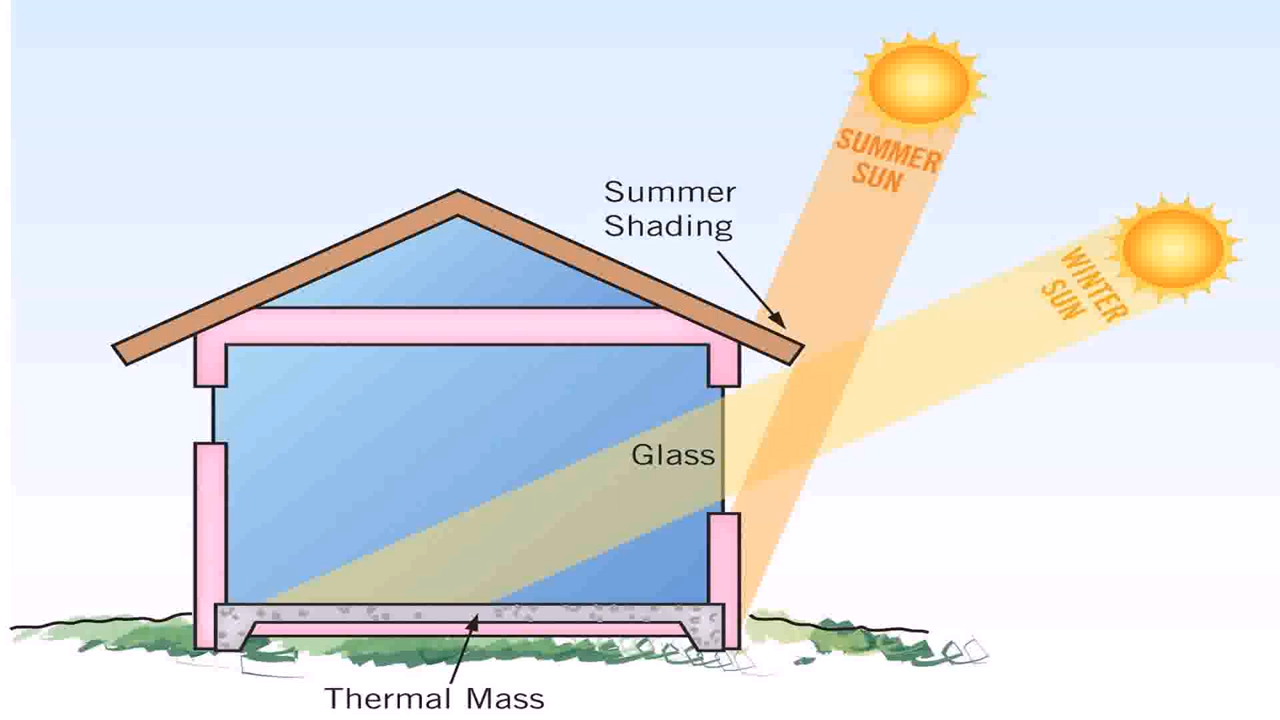 SUMMER
SUN
Summer
Shading
WINTER
SUN
Glass
Thermal Mass